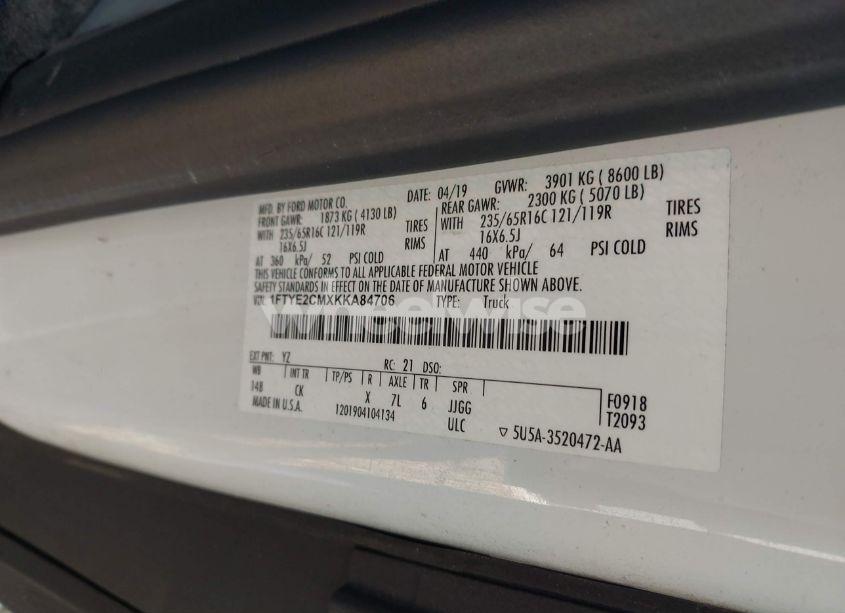 MFD. BY FORD MOTOR CO. DATE: 04/19 GVWR: 3901 KG ( 8600 LB)
FRONT GAWR: 1873 KG ( 4130 LB) REAR GAWR: 2300 KG ( 5070 LB)
WITH 235/65R16C 121/119R TIRES 235/65R16C 121/119R TIRES
16X6.5J RIMS 16X6.5J RIMS
AT 360 kPa/ 52 PSI COLD AT 440 kPa/ 64 PSI COLD
THIS VEHICLE CONFORMS TO ALL APPLICABLE FEDERAL MOTOR VEHICLE
SAFETY STANDARDS IN EFFECT ON THE DATE OF MANUFACTURE SHOWN ABOVE.
VIN: 1FTYE2CMXKKA84706 TYPE: Truck
wheelwise
EXT PNT: YZ RC: 21 DSO:
WB INT TR TP/PS R AXLE TR SPR
14B CK X 7L 6 JJGG F0918
MADE IN U.S.A. 1201904104134 ULC T2093
5U5A-3520472-AA